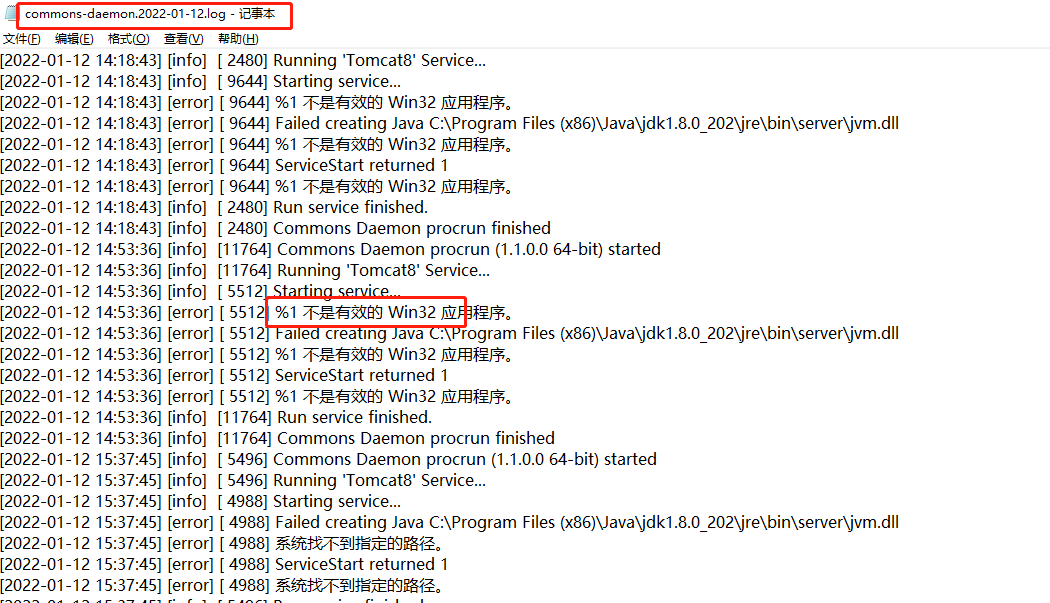 commons-daemon.2022-01-12.log - 记事本
文件(F) 编辑(E) 格式(O) 查看(V) 帮助(H)
[2022-01-12 14:18:43] [info] [ 2480] Running 'Tomcat8' Service...
[2022-01-12 14:18:43] [info] [ 9644] Starting service...
[2022-01-12 14:18:43] [error] [ 9644] %1 不是有效的 Win32 应用程序。
[2022-01-12 14:18:43] [error] [ 9644] Failed creating Java C:\Program Files (x86)\Java\jdk1.8.0_202\jre\bin\server\jvm.dll
[2022-01-12 14:18:43] [error] [ 9644] %1 不是有效的 Win32 应用程序。
[2022-01-12 14:18:43] [error] [ 9644] ServiceStart returned 1
[2022-01-12 14:18:43] [error] [ 9644] %1 不是有效的 Win32 应用程序。
[2022-01-12 14:18:43] [info] [ 2480] Run service finished.
[2022-01-12 14:18:43] [info] [ 2480] Commons Daemon procrun finished
[2022-01-12 14:53:36] [info] [11764] Commons Daemon procrun (1.1.0.0 64-bit) started
[2022-01-12 14:53:36] [info] [11764] Running 'Tomcat8' Service...
[2022-01-12 14:53:36] [info] [ 5512] Starting service...
[2022-01-12 14:53:36] [error] [ 5512] %1 不是有效的 Win32 应用程序。
[2022-01-12 14:53:36] [error] [ 5512] Failed creating Java C:\Program Files (x86)\Java\jdk1.8.0_202\jre\bin\server\jvm.dll
[2022-01-12 14:53:36] [error] [ 5512] %1 不是有效的 Win32 应用程序。
[2022-01-12 14:53:36] [error] [ 5512] ServiceStart returned 1
[2022-01-12 14:53:36] [error] [ 5512] %1 不是有效的 Win32 应用程序。
[2022-01-12 14:53:36] [info] [11764] Run service finished.
[2022-01-12 14:53:36] [info] [11764] Commons Daemon procrun finished
[2022-01-12 15:37:45] [info] [ 5496] Commons Daemon procrun (1.1.0.0 64-bit) started
[2022-01-12 15:37:45] [info] [ 5496] Running 'Tomcat8' Service...
[2022-01-12 15:37:45] [info] [ 4988] Starting service...
[2022-01-12 15:37:45] [error] [ 4988] Failed creating Java C:\Program Files (x86)\Java\jdk1.8.0_202\jre\bin\server\jvm.dll
[2022-01-12 15:37:45] [error] [ 4988] 系统找不到指定的路径。
[2022-01-12 15:37:45] [error] [ 4988] ServiceStart returned 1
[2022-01-12 15:37:45] [error] [ 4988] 系统找不到指定的路径。